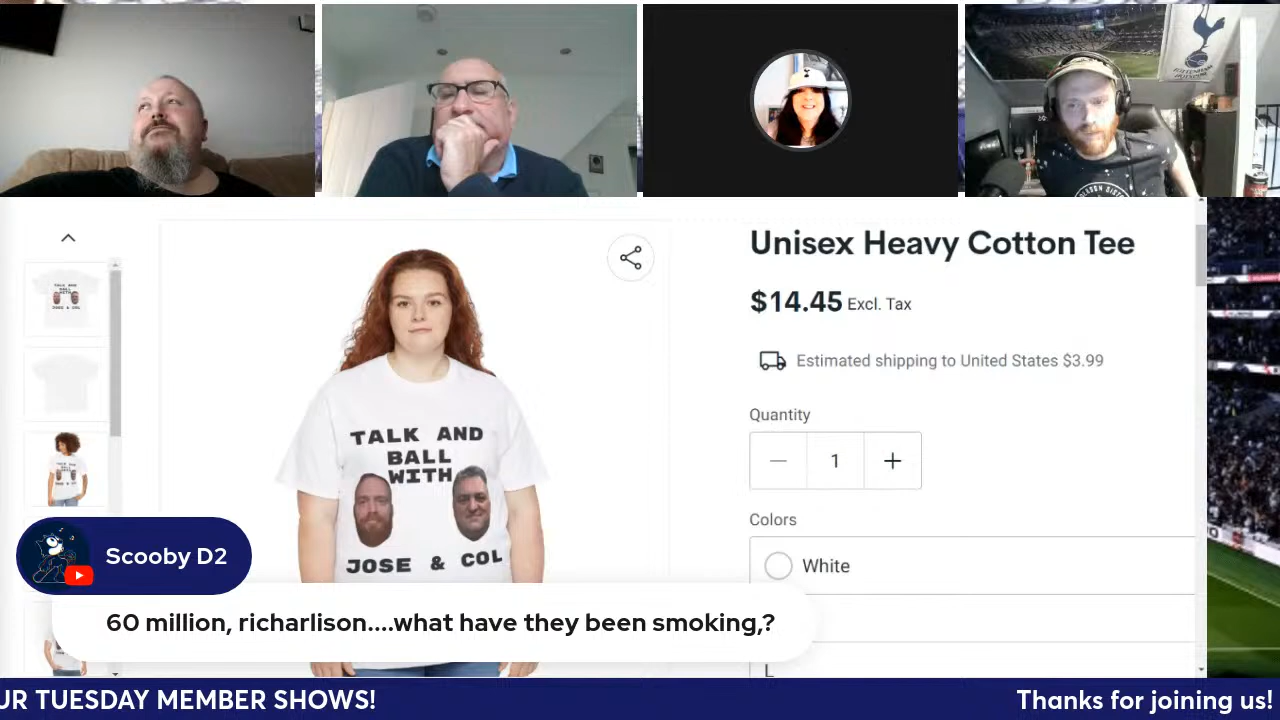 Unisex Heavy Cotton Tee
$14.45 Excl. Tax
Estimated shipping to United States $3.99
Quantity
1
Colors
White
L
TALK AND
BALL
WITH
JOSE & COL
Scooby D2
60 million, richarlison....what have they been smoking,?
UR TUESDAY MEMBER SHOWS!
Thanks for joining us!